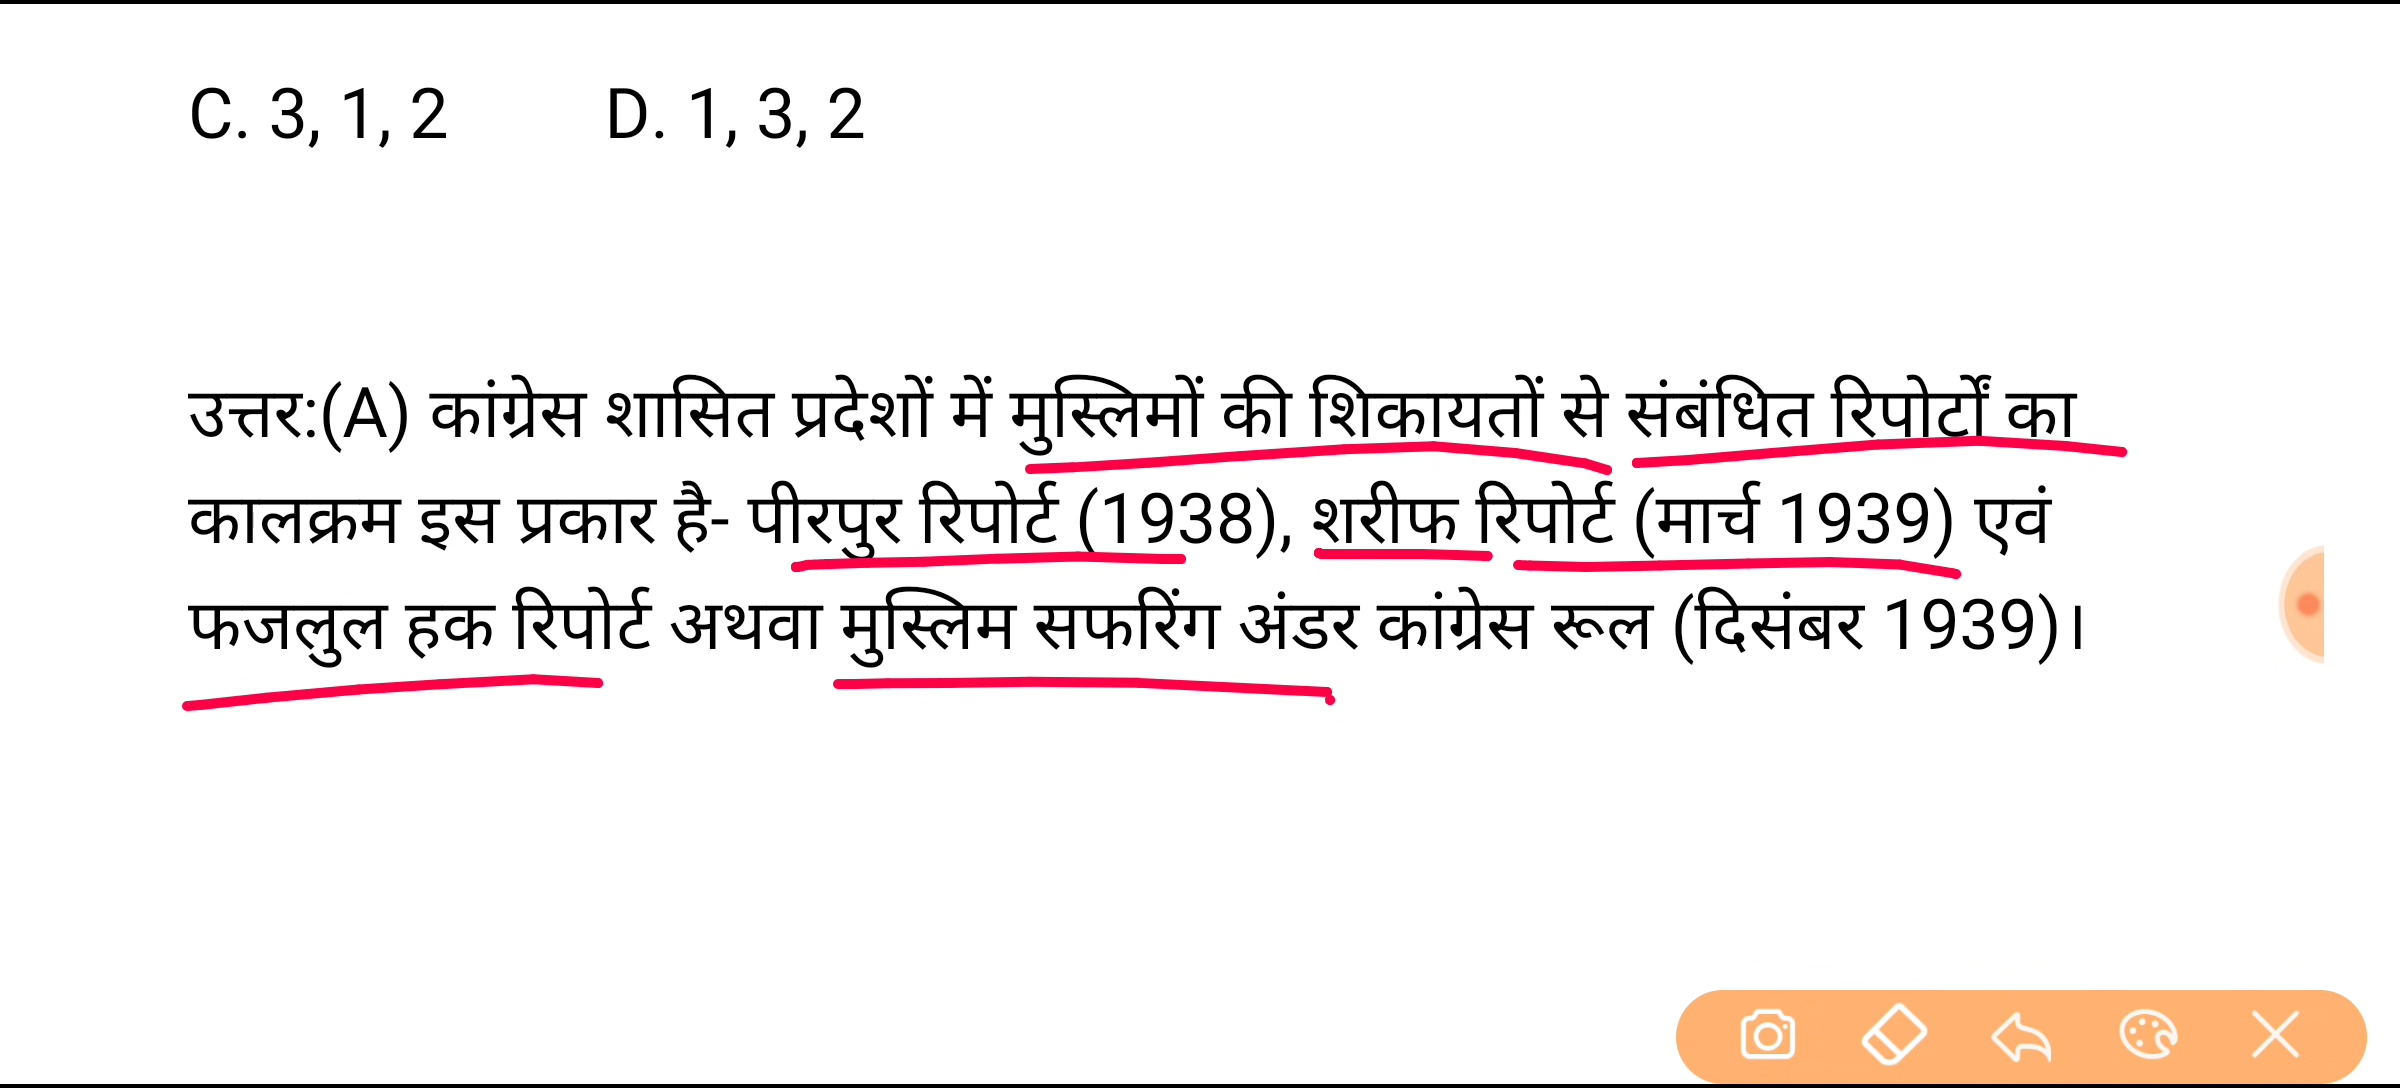 C. 3, 1, 2 D. 1, 3, 2
उत्तर:(A) कांग्रेस शासित प्रदेशों में मुस्लिमों की शिकायतों से संबंधित रिपोर्टों का
कालक्रम इस प्रकार है- पीरपुर रिपोर्ट (1938), शरीफ रिपोर्ट (मार्च 1939) एवं
फजलुल हक रिपोर्ट अथवा मुस्लिम सफरिंग अंडर कांग्रेस रूल (दिसंबर 1939)।